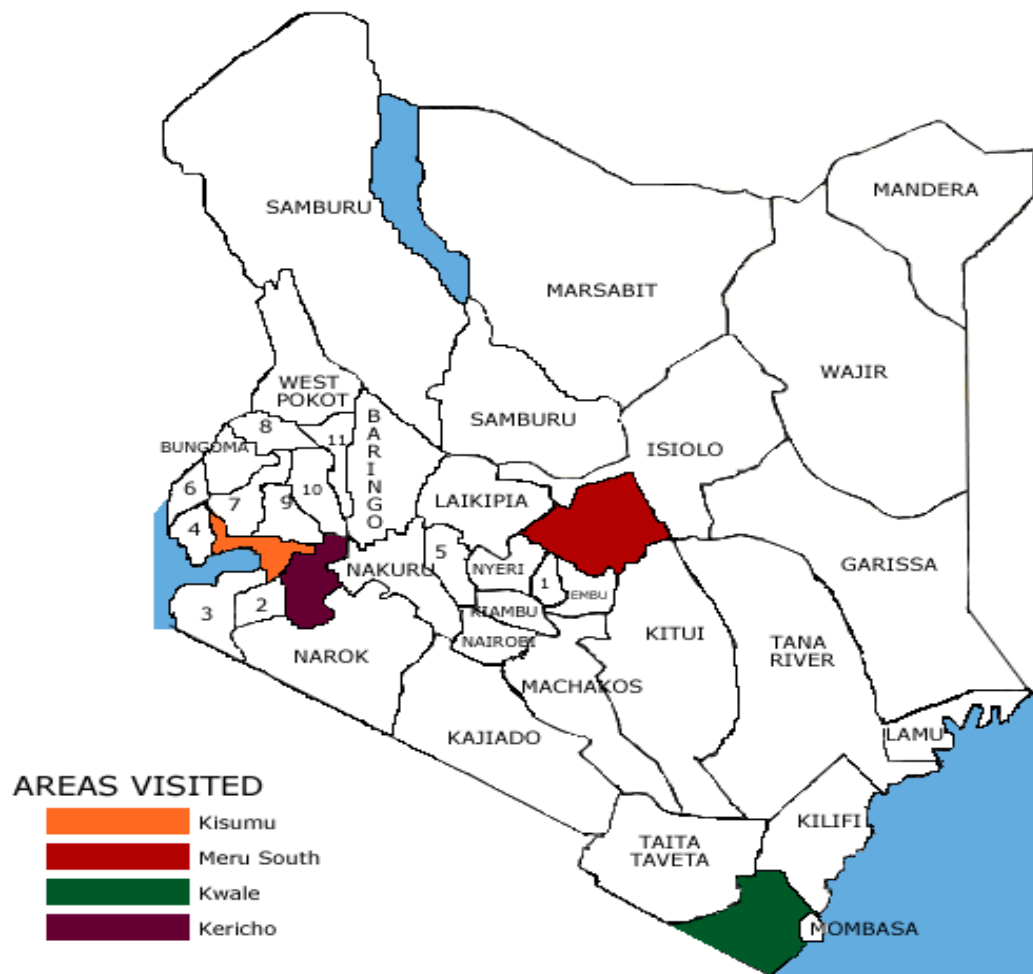 MANDERA
SAMBURU
MARSABIT
WAJIR
WEST
POKOT
BARINGO
SAMBURU
8
11
BUNGOMA
ISIOLO
6
7
9
10
LAIKIPIA
4
5
NAKURU
NYERI
1
EMBU
GARISSA
3
2
KIAMBU
NAIROBI
KITUI
TANA
RIVER
NAROK
MACHAKOS
KAJIADO
LAMU
AREAS VISITED
Kisumu
Meru South
Kwale
Kericho
TAITA
TAVETA
KILIFI
MOMBASA